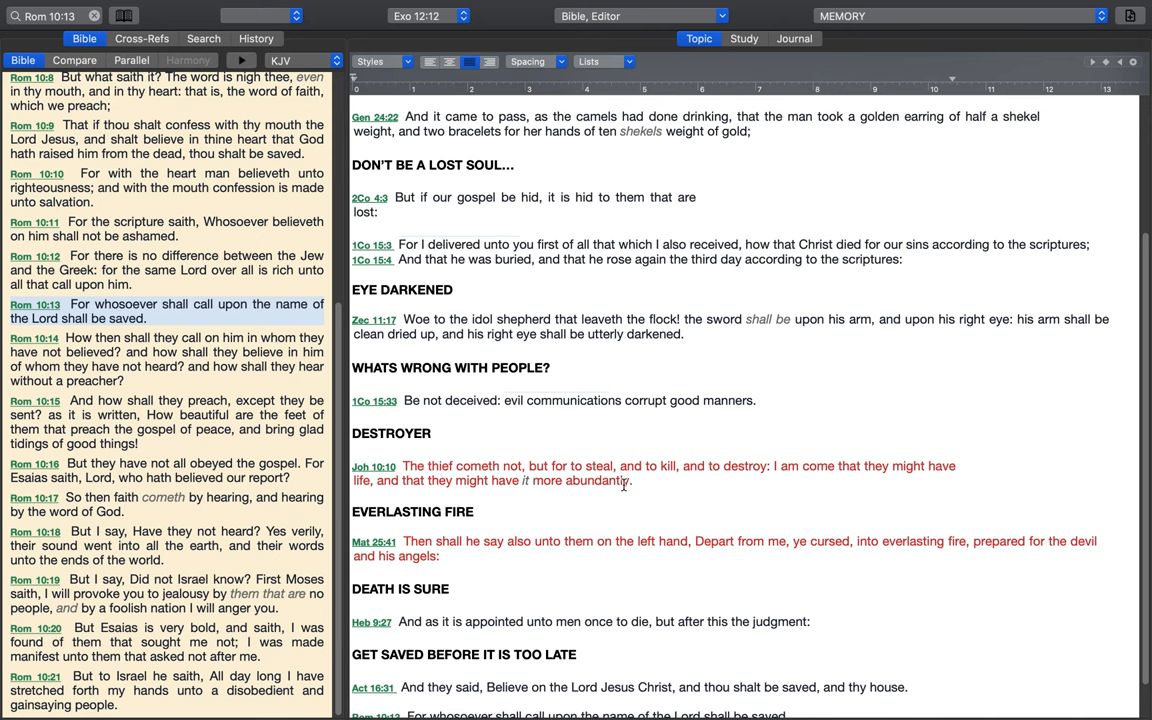 Rom 10:13
Exo 12:12
Bible, Editor
MEMORY
Bible Cross-Refs Search History
Topic Study Journal
Bible Compare Parallel Harmony KJV
Styles Spacing Lists
0 1 2 3 4 5 6 7 8 9 10 11 12 13
Rom 10:8 But what saith it? The word is nigh thee, even
in thy mouth, and in thy heart: that is, the word of faith,
which we preach;
Rom 10:9 That if thou shalt confess with thy mouth the
Lord Jesus, and shalt believe in thine heart that God
hath raised him from the dead, thou shalt be saved.
Rom 10:10 For with the heart man believeth unto
righteousness; and with the mouth confession is made
unto salvation.
Rom 10:11 For the scripture saith, Whosoever believeth
on him shall not be ashamed.
Rom 10:12 For there is no difference between the Jew
and the Greek: for the same Lord over all is rich unto
all that call upon him.
Rom 10:13 For whosoever shall call upon the name of
the Lord shall be saved.
Rom 10:14 How then shall they call on him in whom they
have not believed? and how shall they believe in him
of whom they have not heard? and how shall they hear
without a preacher?
Rom 10:15 And how shall they preach, except they be
sent? as it is written, How beautiful are the feet of
them that preach the gospel of peace, and bring glad
tidings of good things!
Rom 10:16 But they have not all obeyed the gospel. For
Esaias saith, Lord, who hath believed our report?
Rom 10:17 So then faith cometh by hearing, and hearing
by the word of God.
Rom 10:18 But I say, Have they not heard? Yes verily,
their sound went into all the earth, and their words
unto the ends of the world.
Rom 10:19 But I say, Did not Israel know? First Moses
saith, I will provoke you to jealousy by them that are no
people, and by a foolish nation I will anger you.
Rom 10:20 But Esaias is very bold, and saith, I was
found of them that sought me not; I was made
manifest unto them that asked not after me.
Rom 10:21 But to Israel he saith, All day long I have
stretched forth my hands unto a disobedient and
gainsaying people.
Gen 24:22 And it came to pass, as the camels had done drinking, that the man took a golden earring of half a shekel
weight, and two bracelets for her hands of ten shekels weight of gold;
DON'T BE A LOST SOUL…
2Co 4:3 But if our gospel be hid, it is hid to them that are
lost:
1Co 15:3 For I delivered unto you first of all that which I also received, how that Christ died for our sins according to the scriptures;
1Co 15:4 And that he was buried, and that he rose again the third day according to the scriptures:
EYE DARKENED
Zec 11:17 Woe to the idol shepherd that leaveth the flock! the sword shall be upon his arm, and upon his right eye: his arm shall be
clean dried up, and his right eye shall be utterly darkened.
WHATS WRONG WITH PEOPLE?
1Co 15:33 Be not deceived: evil communications corrupt good manners.
DESTROYER
Joh 10:10 The thief cometh not, but for to steal, and to kill, and to destroy: I am come that they might have
life, and that they might have it more abundantly.
EVERLASTING FIRE
Mat 25:41 Then shall he say also unto them on the left hand, Depart from me, ye cursed, into everlasting fire, prepared for the devil
and his angels:
DEATH IS SURE
Heb 9:27 And as it is appointed unto men once to die, but after this the judgment:
GET SAVED BEFORE IT IS TOO LATE
Act 16:31 And they said, Believe on the Lord Jesus Christ, and thou shalt be saved, and thy house.
Rom 10:13 For whosoever shall call upon the name of the Lord shall be saved.